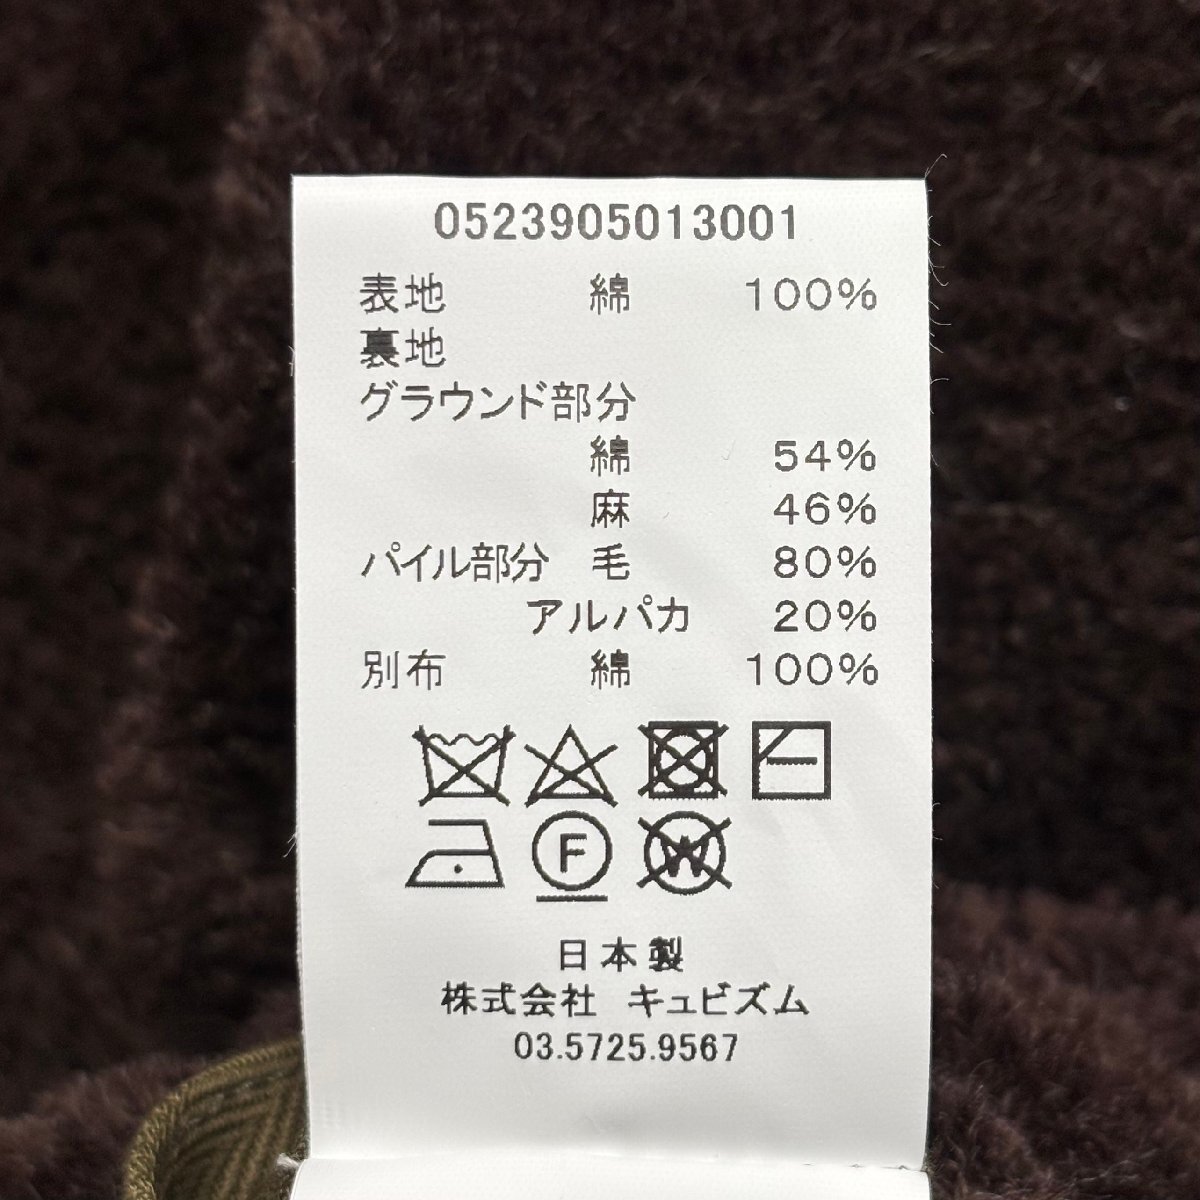 0523905013001
表地 綿 100%
裏地
グラウンド部分
綿 54%
麻 46%
パイル部分 毛 80%
アルパカ 20%
別布 綿 100%
F W
日本製
株式会社 キュビズム
03.5725.9567